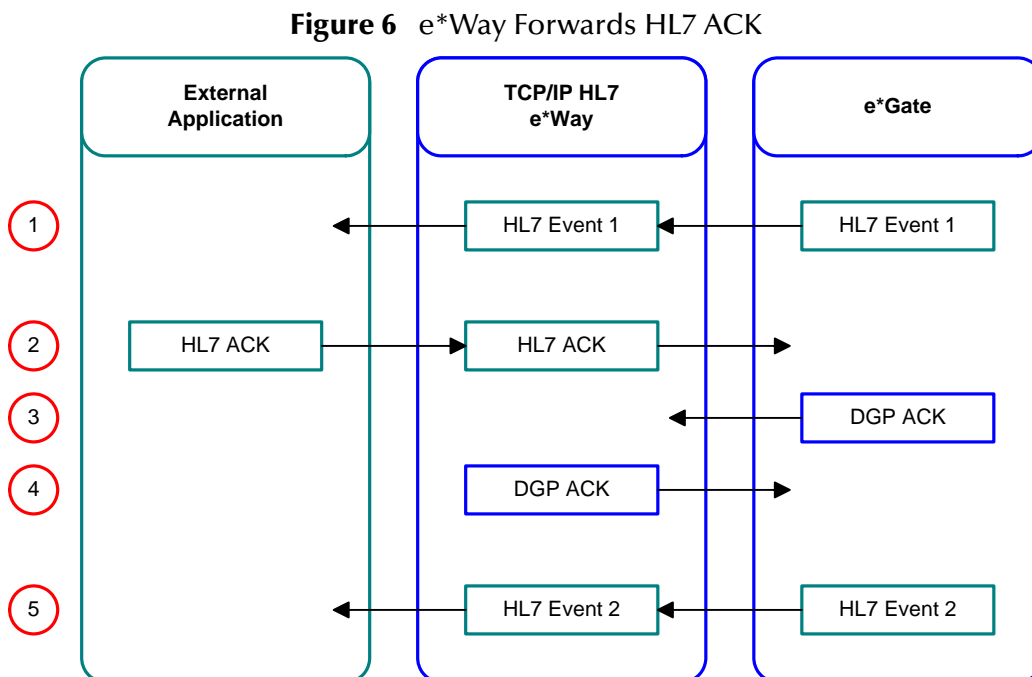 Figure 6 e*Way Forwards HL7 ACK
External
Application
TCP/IP HL7
e*Way
e*Gate
1
HL7 Event 1
HL7 Event 1
2
HL7 ACK
HL7 ACK
3
DGP ACK
4
DGP ACK
5
HL7 Event 2
HL7 Event 2